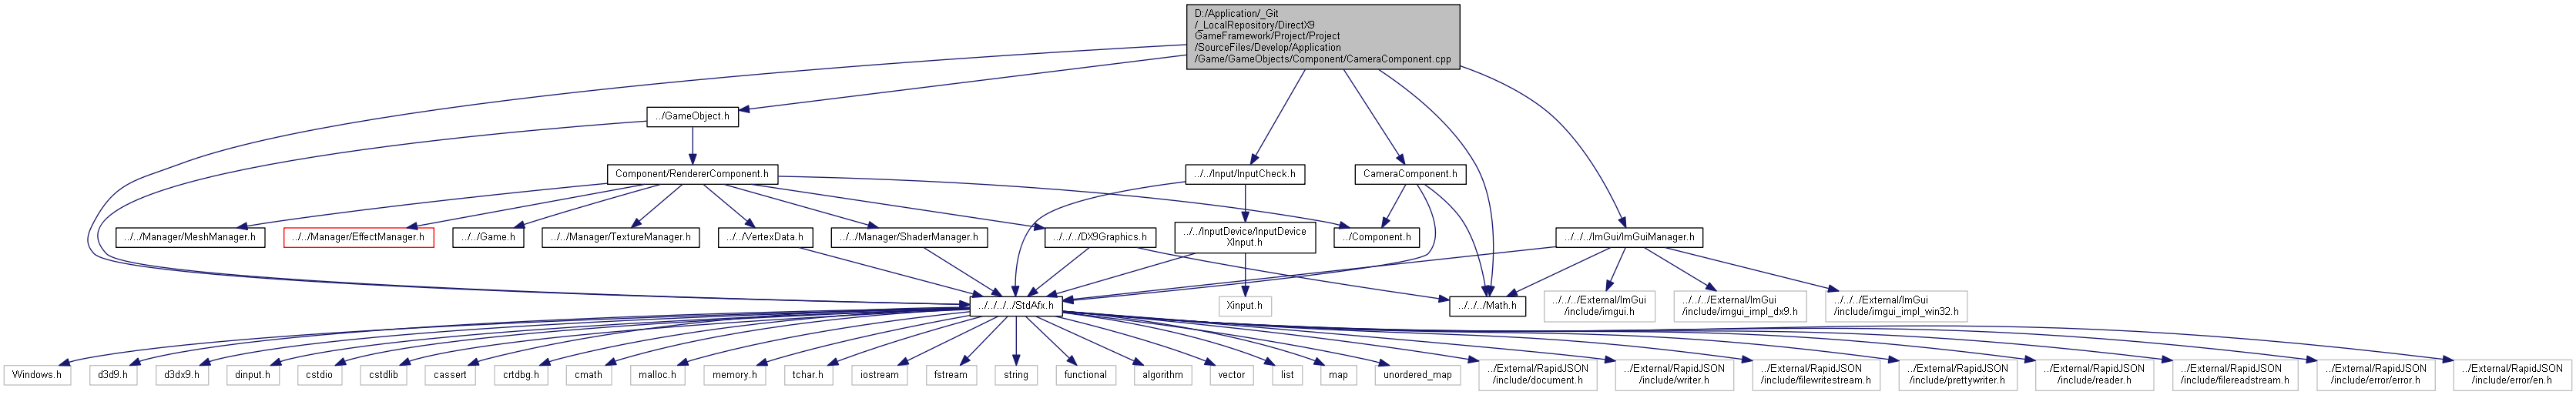 D:/Application/_Git
/_LocalRepository/DirectX9
GameFramework/Project/Project
/SourceFiles/Develop/Application
/Game/GameObjects/Component/CameraComponent.cpp
../GameObject.h
Component/RendererComponent.h
../../Input/InputCheck.h
CameraComponent.h
../../Manager/MeshManager.h
../../Manager/EffectManager.h
../../Game.h
../../Manager/TextureManager.h
../../VertexData.h
../../Manager/ShaderManager.h
../../../DX9Graphics.h
../../InputDevice/InputDevice
XInput.h
../Component.h
../../../ImGui/ImGuiManager.h
../../../../StdAfx.h
Xinput.h
../../../../Math.h
../../../External/ImGui
/include/imgui.h
../../../External/ImGui
/include/imgui_impl_dx9.h
../../../External/ImGui
/include/imgui_impl_win32.h
Windows.h
d3d9.h
d3dx9.h
dinput.h
cstdio
cstdlib
cassert
crtdbg.h
cmath
malloc.h
memory.h
tchar.h
iostream
fstream
string
functional
algorithm
vector
list
map
unordered_map
../External/RapidJSON
/include/document.h
../External/RapidJSON
/include/writer.h
../External/RapidJSON
/include/filewritestream.h
../External/RapidJSON
/include/prettywriter.h
../External/RapidJSON
/include/reader.h
../External/RapidJSON
/include/filereadstream.h
../External/RapidJSON
/include/error/error.h
../External/RapidJSON
/include/error/en.h